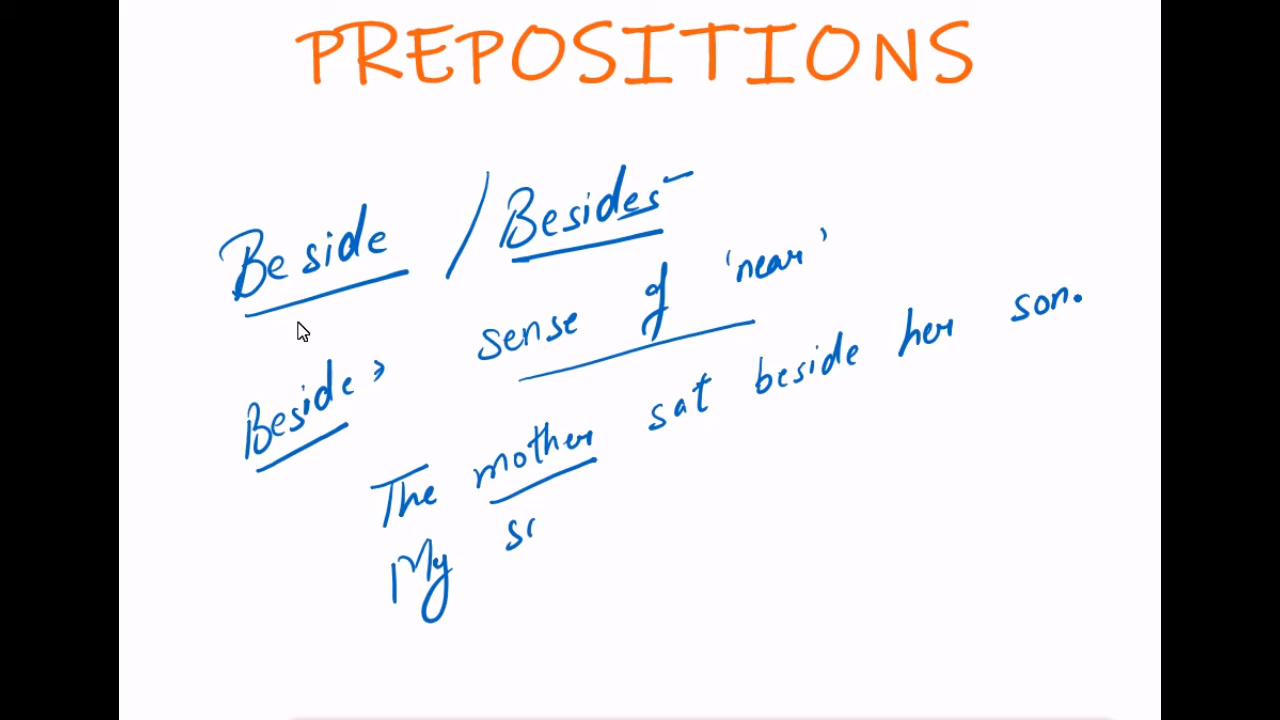 PREPOSITIONS
Beside / Besides -
Beside > sense of 'near'
The mother sat beside her son.
My